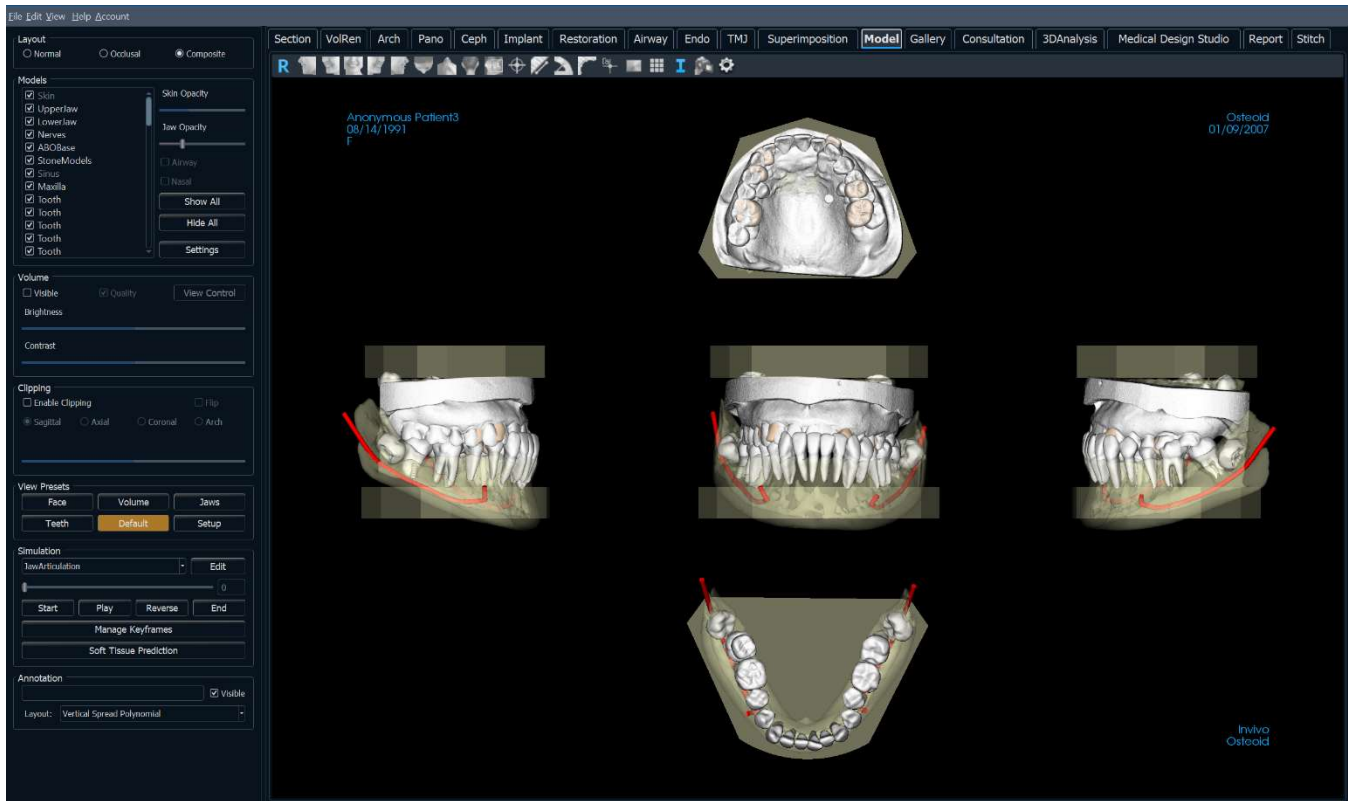 File Edit View Help Account
Layout
Normal Occlusal Composite
Models
Skin
UpperJaw
LowerJaw
Nerves
ABOBase
StoneModels
Sinus
Maxilla
Tooth
Tooth
Tooth
Tooth
Tooth
Skin Opacity
Jaw Opacity
Airway
Nasal
Show All
Hide All
Settings
Volume
Visible Quality View Control
Brightness
Contrast
Clipping
Enable Clipping Flip
Sagittal Axial Coronal Arch
View Presets
Face Volume Jaws
Teeth Default Setup
Simulation
JawArticulation Edit
0
Start Play Reverse End
Manage Keyframes
Soft Tissue Prediction
Annotation
Visible
Layout: Vertical Spread Polynomial
Section VolRen Arch Pano Ceph Implant Restoration Airway Endo TMJ Superimposition Model Gallery Consultation 3DAnalysis Medical Design Studio Report Stitch
R I
Anonymous Patient3
08/14/1991
F
Osteoid
01/09/2007
Invivo
Osteoid